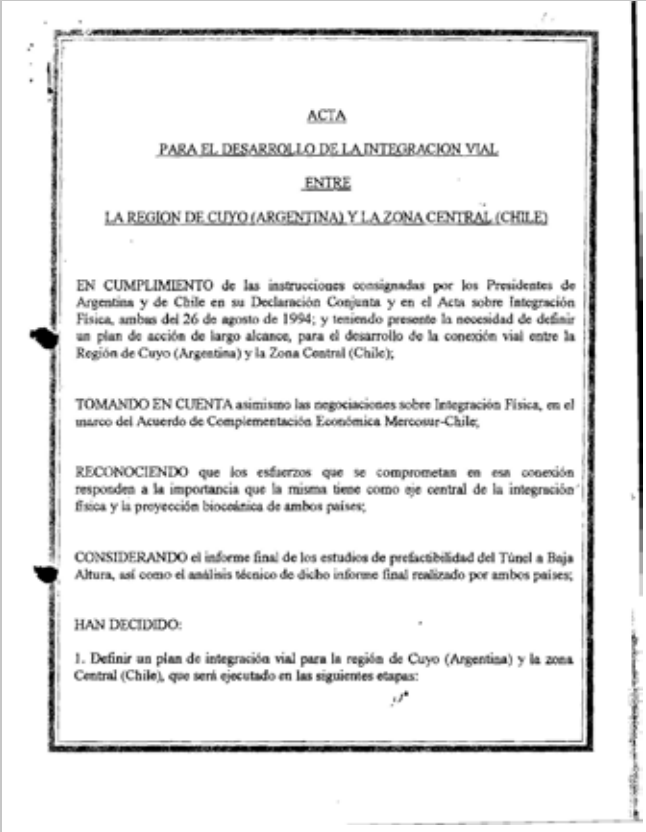 ACTA
PARA EL DESARROLLO DE LA INTEGRACION VIAL
ENTRE
LA REGION DE CUYO (ARGENTINA) Y LA ZONA CENTRAL (CHILE)
EN CUMPLIMIENTO de las instrucciones consignadas por los Presidentes de
Argentina y de Chile en su Declaración Conjunta y en el Acta sobre Integración
Física, ambas del 26 de agosto de 1994; y teniendo presente la necesidad de definir
un plan de acción de largo alcance, para el desarrollo de la conexión vial entre la
Región de Cuyo (Argentina) y la Zona Central (Chile);
TOMANDO EN CUENTA asimismo las negociaciones sobre Integración Física, en el
marco del Acuerdo de Complementación Económica Mercosur-Chile;
RECONOCIENDO que los esfuerzos que se comprometan en esa conexión
responden a la importancia que la misma tiene como eje central de la integración
física y la proyección bioceánica de ambos países;
CONSIDERANDO el informe final de los estudios de prefactibilidad del Túnel a Baja
Altura, así como el análisis técnico de dicho informe final realizado por ambos países;
HAN DECIDIDO:
1. Definir un plan de integración vial para la región de Cuyo (Argentina) y la zona
Central (Chile), que será ejecutado en las siguientes etapas: